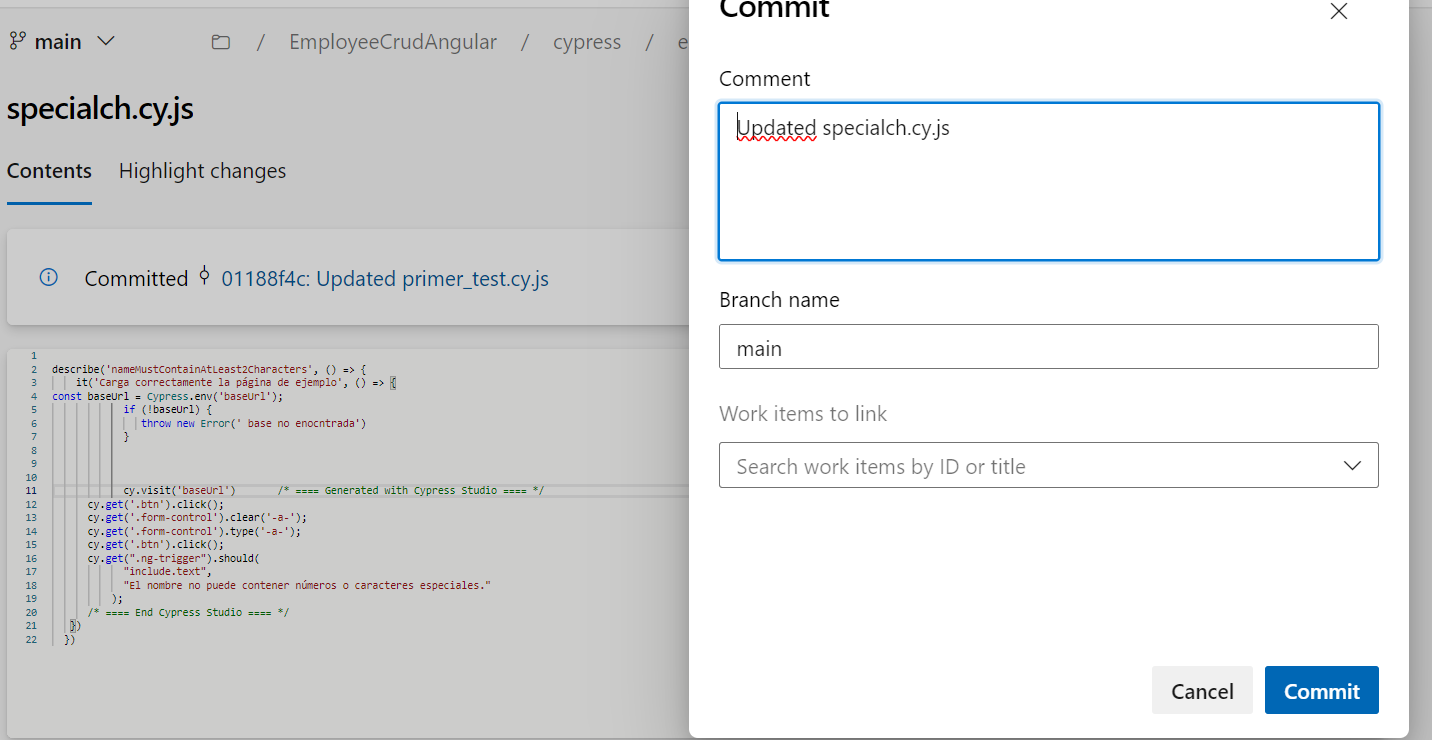 main
/ EmployeeCrudAngular / cypress / e
specialch.cy.js
Contents Highlight changes
Committed 01188f4c: Updated primer_test.cy.js
1
2 describe('nameMustContainAtLeast2Characters', () => {
3 it('Carga correctamente la página de ejemplo', () => {
4 const baseUrl = Cypress.env('baseUrl');
5 if (!baseUrl) {
6 throw new Error(' base no enocntrada')
7 }
8
9
10
11 cy.visit('baseUrl') /* ==== Generated with Cypress Studio ==== */
12 cy.get('.btn').click();
13 cy.get('.form-control').clear('-a-');
14 cy.get('.form-control').type('-a-');
15 cy.get('.btn').click();
16 cy.get(".ng-trigger").should(
17 "include.text",
18 "El nombre no puede contener números o caracteres especiales."
19 );
20 /* ==== End Cypress Studio ==== */
21 })
22 })
Commit
Comment
Updated specialch.cy.js
Branch name
main
Work items to link
Search work items by ID or title
Cancel Commit